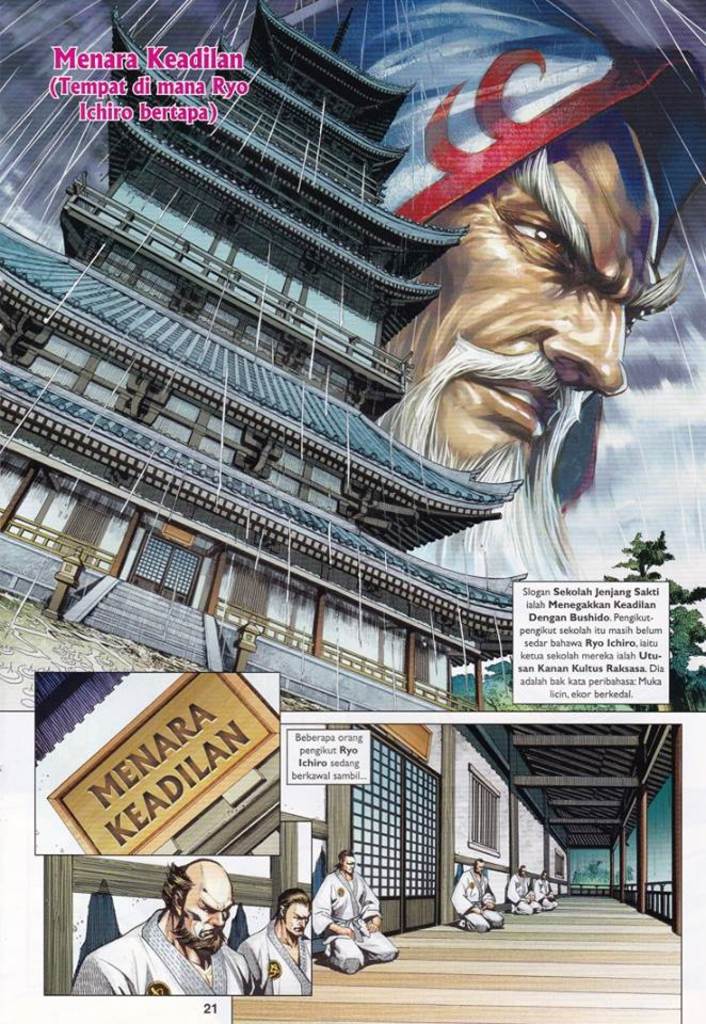 Menara Keadilan
(Tempat di mana Ryo
Ichiro bertapa)
Slogan Sekolah Jenjang Sakti
ialah Menegakkan Keadilan
Dengan Bushido. Pengikut-
pengikut sekolah itu masih belum
sedar bahawa Ryo Ichiro, iaitu
ketua sekolah mereka ialah Utu-
san Kanan Kultus Raksasa. Dia
adalah bak kata peribahasa: Muka
licin, ekor berkedal.
MENARA
KEADILAN
Beberapa orang
pengikut Ryo
Ichiro sedang
berkawal sambil...
21